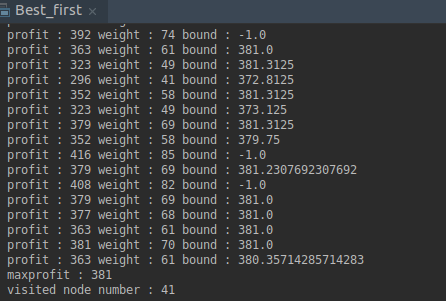 Best_first ×
profit : 392 weight : 74 bound : -1.0
profit : 363 weight : 61 bound : 381.0
profit : 323 weight : 49 bound : 381.3125
profit : 296 weight : 41 bound : 372.8125
profit : 352 weight : 58 bound : 381.3125
profit : 323 weight : 49 bound : 373.125
profit : 379 weight : 69 bound : 381.3125
profit : 352 weight : 58 bound : 379.75
profit : 416 weight : 85 bound : -1.0
profit : 379 weight : 69 bound : 381.2307692307692
profit : 408 weight : 82 bound : -1.0
profit : 379 weight : 69 bound : 381.0
profit : 377 weight : 68 bound : 381.0
profit : 363 weight : 61 bound : 381.0
profit : 381 weight : 70 bound : 381.0
profit : 363 weight : 61 bound : 380.35714285714283
maxprofit : 381
visited node number : 41